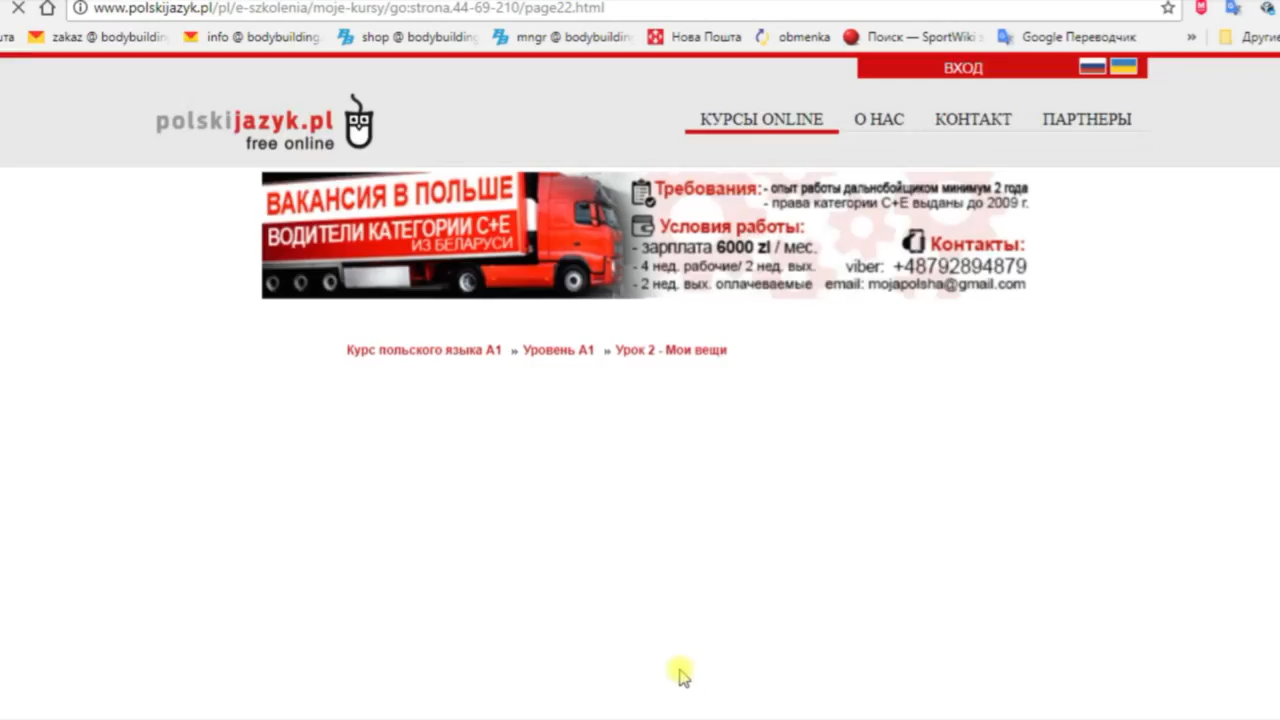 www.polskijazyk.pl/pl/e-szkolenia/moje-kursy/go:strona.44-69-210/page22.html
zakaz @ bodybuildin info @ bodybuilding shop @ bodybuilding mngr @ bodybuildin Нова Пошта obmenka Поиск — SportWiki Google Переводчик » Другие
ВХОД
polskijazyk.pl
free online
КУРСЫ ONLINE О НАС КОНТАКТ ПАРТНЕРЫ
ВАКАНСИЯ В ПОЛЬШЕ
ВОДИТЕЛИ КАТЕГОРИИ C+E
ИЗ БЕЛАРУСИ
Требования: - опыт работы дальнобойщиком минимум 2 года
- права категории C+E выданы до 2009 г.
Условия работы:
- зарплата 6000 zl / мес.
- 4 нед. рабочие/ 2 нед. вых.
- 2 нед. вых. оплачеваемые
Контакты:
viber: +48792894879
email: mojapolsha@gmail.com
Курс польского языка А1 » Уровень А1 » Урок 2 - Мои вещи